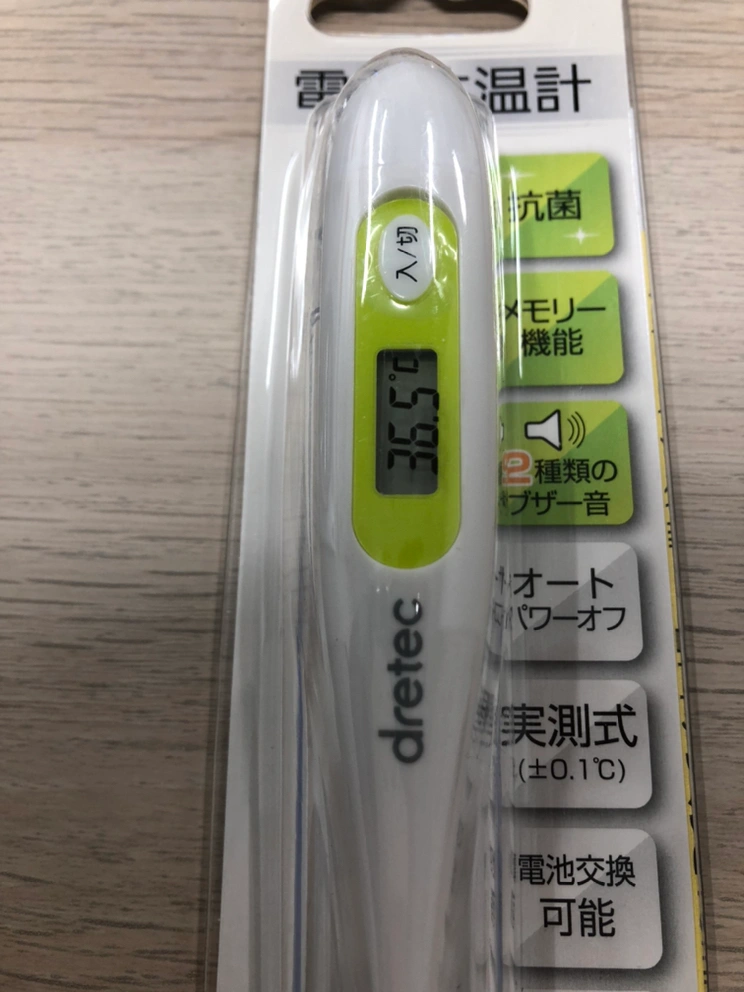 電 温計
入/切
36.5℃
dretec
抗菌
メモリー
機能
2種類の
ブザー音
オート
パワーオフ
実測式
(±0.1℃)
電池交換
可能